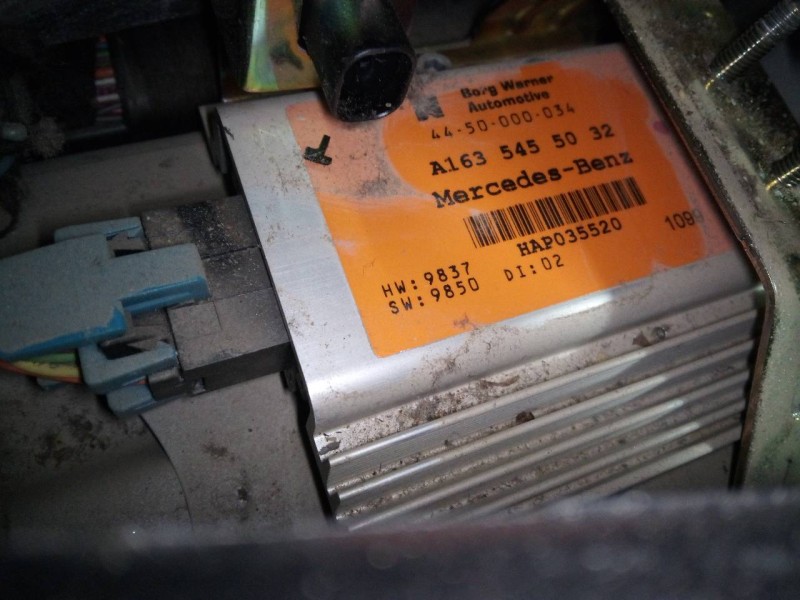 Borg Warner
Automotive
44-50-000-034
A163 545 50 32
Mercedes-Benz
HAP035520
109
HW:9837 DI:02
SW:9850